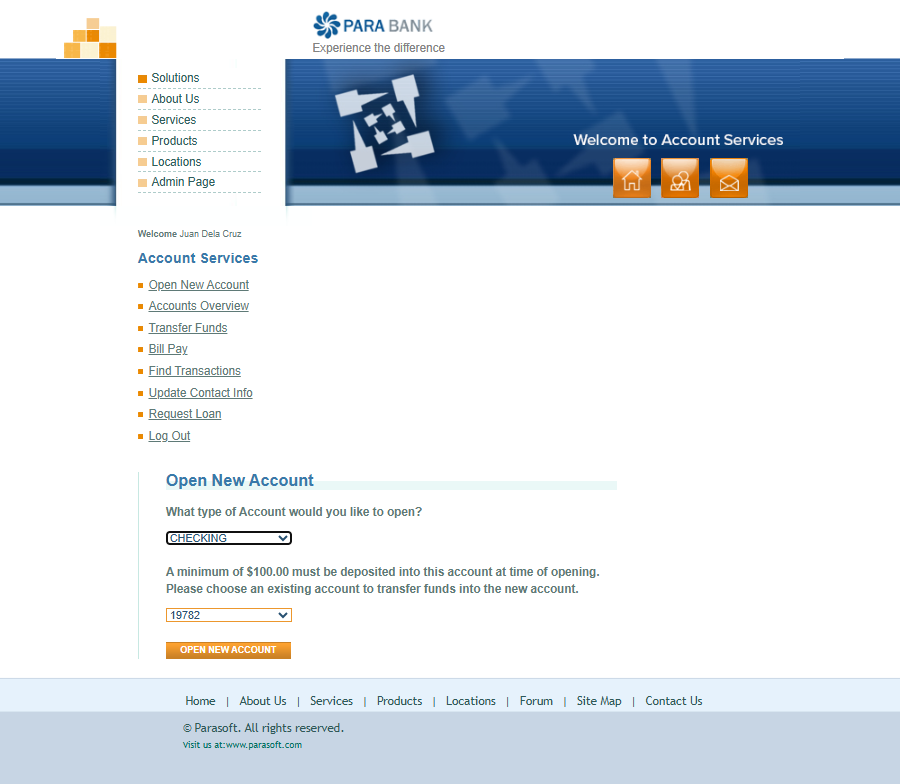 PARA BANK
Experience the difference
Solutions
About Us
Services
Products
Locations
Admin Page
Welcome to Account Services
Welcome Juan Dela Cruz
Account Services
Open New Account
Accounts Overview
Transfer Funds
Bill Pay
Find Transactions
Update Contact Info
Request Loan
Log Out
Open New Account
What type of Account would you like to open?
CHECKING
A minimum of $100.00 must be deposited into this account at time of opening.
Please choose an existing account to transfer funds into the new account.
19782
OPEN NEW ACCOUNT
Home | About Us | Services | Products | Locations | Forum | Site Map | Contact Us
© Parasoft. All rights reserved.
Visit us at:www.parasoft.com